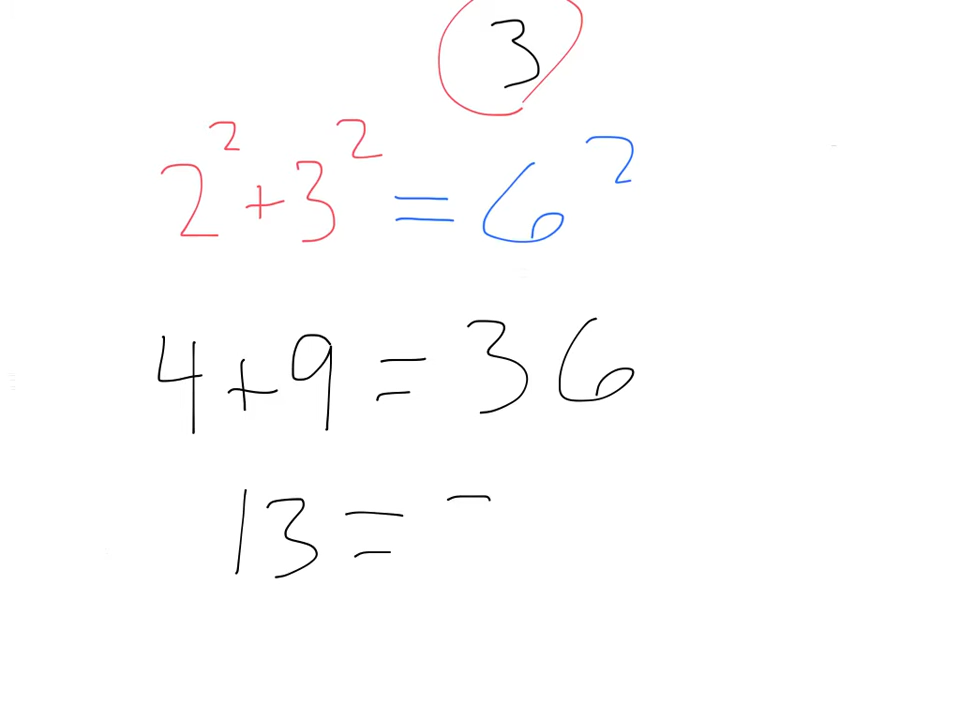 3
2² + 3² = 6²
4 + 9 = 36
13 =